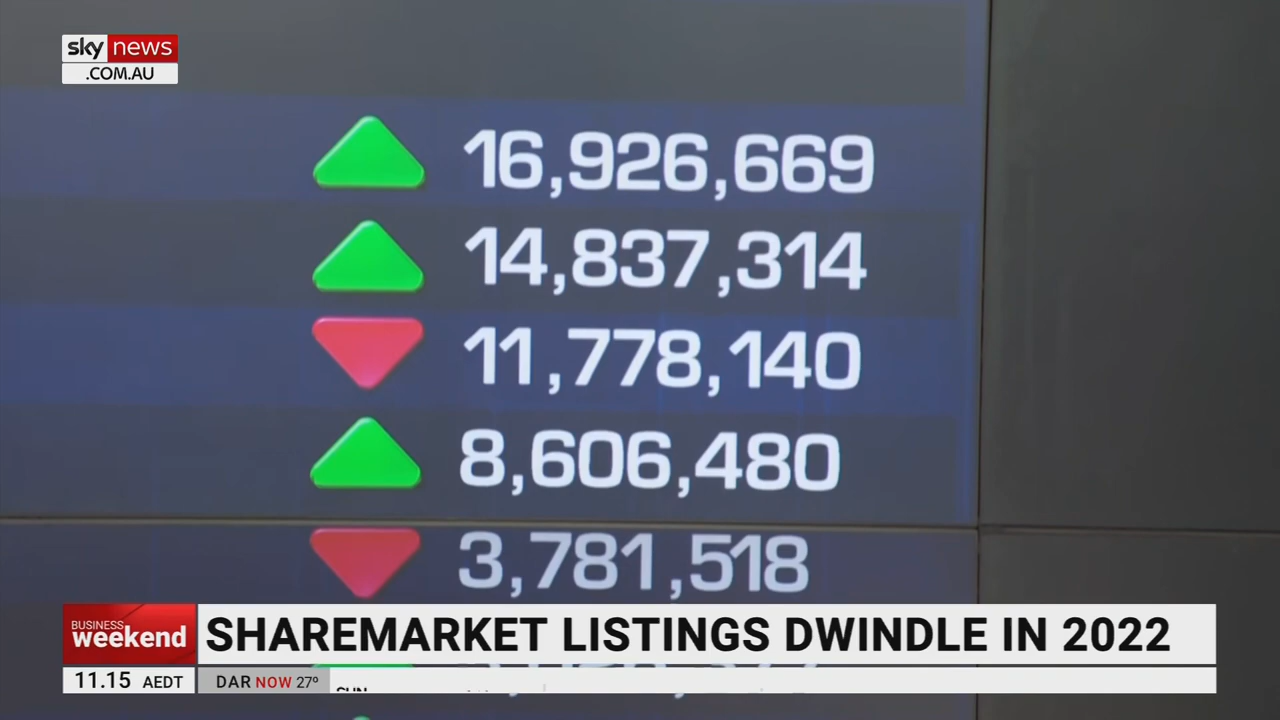 sky news
.COM.AU
16,926,669
14,837,314
11,778,140
8,606,480
3,781,518
BUSINESS
weekend
SHAREMARKET LISTINGS DWINDLE IN 2022
11.15 AEDT
DAR NOW 27º